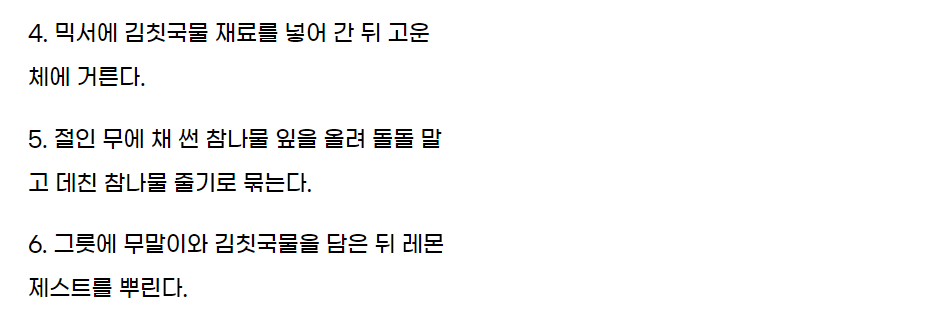 4. 믹서에 김칫국물 재료를 넣어 간 뒤 고운
체에 거른다.
5. 절인 무에 채 썬 참나물 잎을 올려 돌돌 말
고 데친 참나물 줄기로 묶는다.
6. 그릇에 무말이와 김칫국물을 담은 뒤 레몬
제스트를 뿌린다.